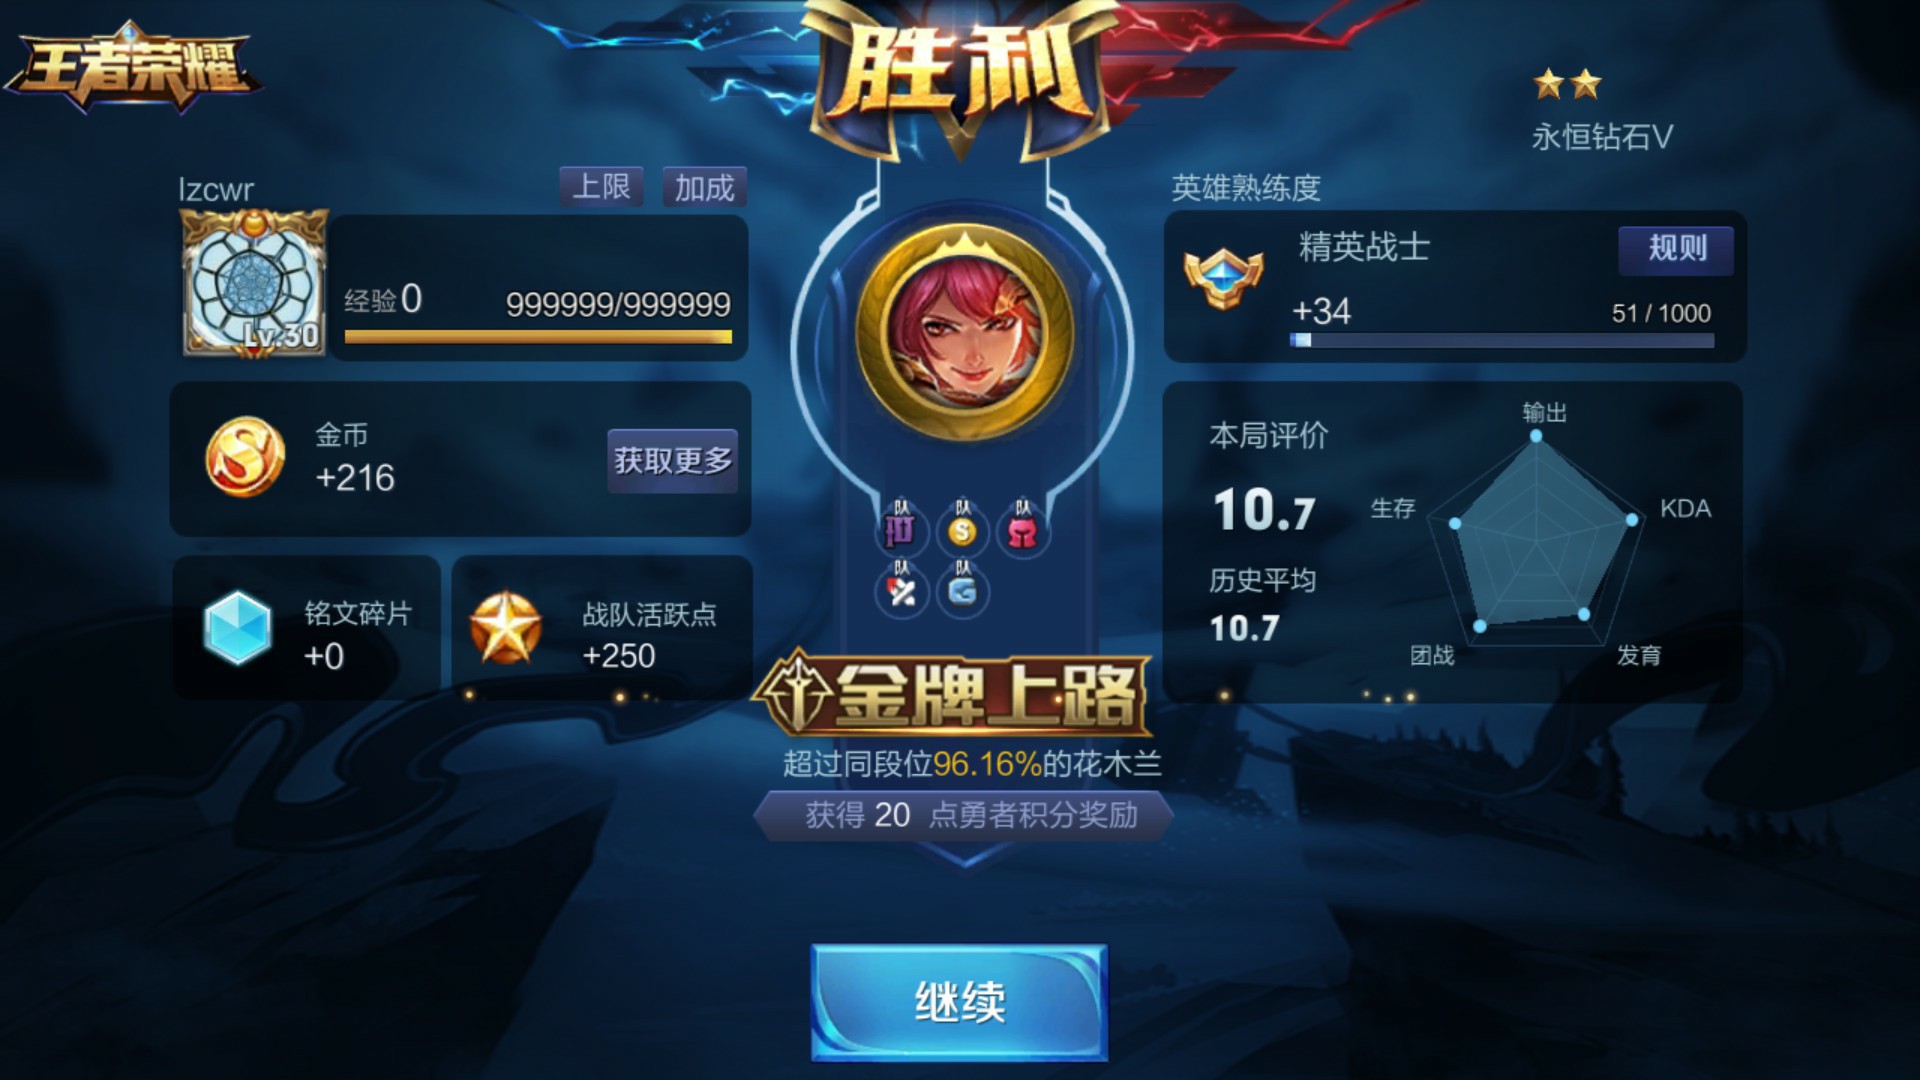 王者荣耀
胜利
永恒钻石V
lzcwr
上限
加成
Lv.30
经验0
999999/999999
英雄熟练度
精英战士
规则
+34
51 / 1000
金币
+216
获取更多
铭文碎片
+0
战队活跃点
+250
队
队
队
队
队
本局评价
10.7
历史平均
10.7
输出
生存
KDA
团战
发育
金牌上路
超过同段位96.16%的花木兰
获得 20 点勇者积分奖励
继续